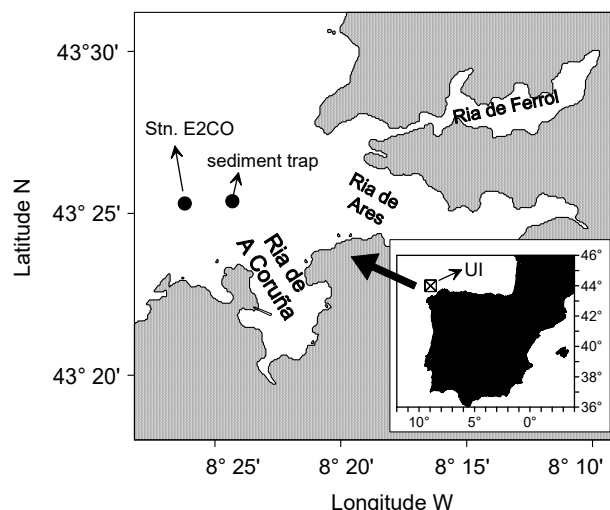 43°30'
Ria de Ferrol
Stn. E2CO
sediment trap
Ria de
Ares
Latitude N
43° 25'
Ria de
A Coruña
46°
UI
44°
42°
40°
38°
36°
10°
5°
0°
43° 20'
8° 25'
8° 20'
8° 15'
8° 10'
Longitude W